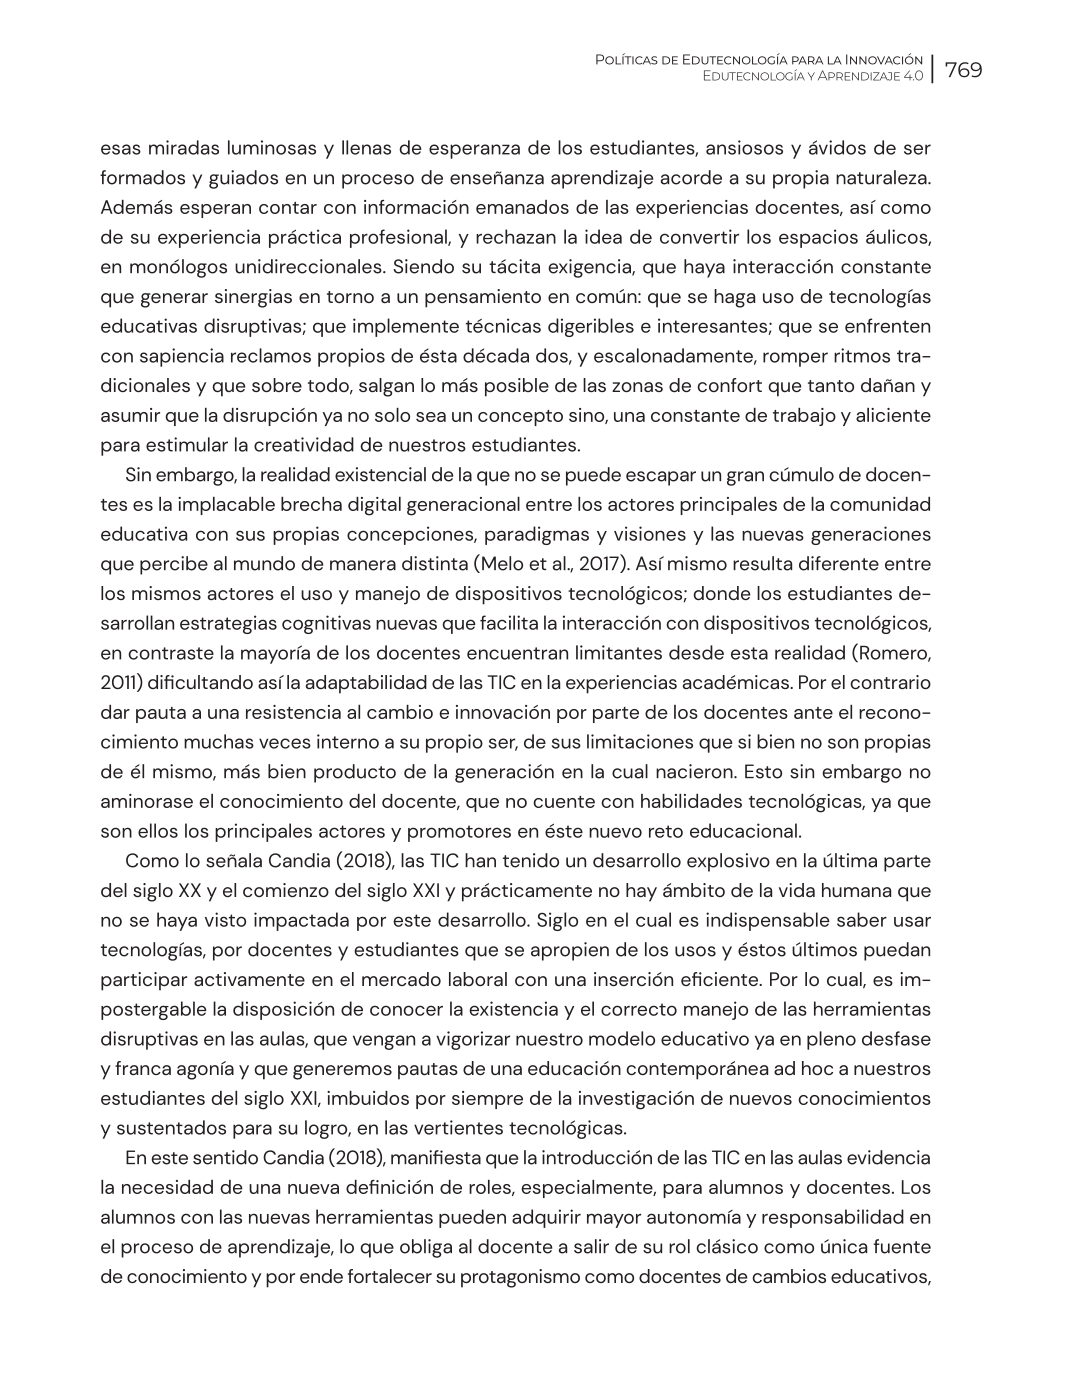 Políticas de Edutecnología para la Innovación
Edutecnología y Aprendizaje 4.0
769
esas miradas luminosas y llenas de esperanza de los estudiantes, ansiosos y ávidos de ser
formados y guiados en un proceso de enseñanza aprendizaje acorde a su propia naturaleza.
Además esperan contar con información emanados de las experiencias docentes, así como
de su experiencia práctica profesional, y rechazan la idea de convertir los espacios áulicos,
en monólogos unidireccionales. Siendo su tácita exigencia, que haya interacción constante
que generar sinergias en torno a un pensamiento en común: que se haga uso de tecnologías
educativas disruptivas; que implemente técnicas digeribles e interesantes; que se enfrenten
con sapiencia reclamos propios de ésta década dos, y escalonadamente, romper ritmos tra-
dicionales y que sobre todo, salgan lo más posible de las zonas de confort que tanto dañan y
asumir que la disrupción ya no solo sea un concepto sino, una constante de trabajo y aliciente
para estimular la creatividad de nuestros estudiantes.
Sin embargo, la realidad existencial de la que no se puede escapar un gran cúmulo de docen-
tes es la implacable brecha digital generacional entre los actores principales de la comunidad
educativa con sus propias concepciones, paradigmas y visiones y las nuevas generaciones
que percibe al mundo de manera distinta (Melo et al., 2017). Así mismo resulta diferente entre
los mismos actores el uso y manejo de dispositivos tecnológicos; donde los estudiantes de-
sarrollan estrategias cognitivas nuevas que facilita la interacción con dispositivos tecnológicos,
en contraste la mayoría de los docentes encuentran limitantes desde esta realidad (Romero,
2011) dificultando así la adaptabilidad de las TIC en la experiencias académicas. Por el contrario
dar pauta a una resistencia al cambio e innovación por parte de los docentes ante el recono-
cimiento muchas veces interno a su propio ser, de sus limitaciones que si bien no son propias
de él mismo, más bien producto de la generación en la cual nacieron. Esto sin embargo no
aminorase el conocimiento del docente, que no cuente con habilidades tecnológicas, ya que
son ellos los principales actores y promotores en éste nuevo reto educacional.
Como lo señala Candia (2018), las TIC han tenido un desarrollo explosivo en la última parte
del siglo XX y el comienzo del siglo XXI y prácticamente no hay ámbito de la vida humana que
no se haya visto impactada por este desarrollo. Siglo en el cual es indispensable saber usar
tecnologías, por docentes y estudiantes que se apropien de los usos y éstos últimos puedan
participar activamente en el mercado laboral con una inserción eficiente. Por lo cual, es im-
postergable la disposición de conocer la existencia y el correcto manejo de las herramientas
disruptivas en las aulas, que vengan a vigorizar nuestro modelo educativo ya en pleno desfase
y franca agonía y que generemos pautas de una educación contemporánea ad hoc a nuestros
estudiantes del siglo XXI, imbuidos por siempre de la investigación de nuevos conocimientos
y sustentados para su logro, en las vertientes tecnológicas.
En este sentido Candia (2018), manifiesta que la introducción de las TIC en las aulas evidencia
la necesidad de una nueva definición de roles, especialmente, para alumnos y docentes. Los
alumnos con las nuevas herramientas pueden adquirir mayor autonomía y responsabilidad en
el proceso de aprendizaje, lo que obliga al docente a salir de su rol clásico como única fuente
de conocimiento y por ende fortalecer su protagonismo como docentes de cambios educativos,